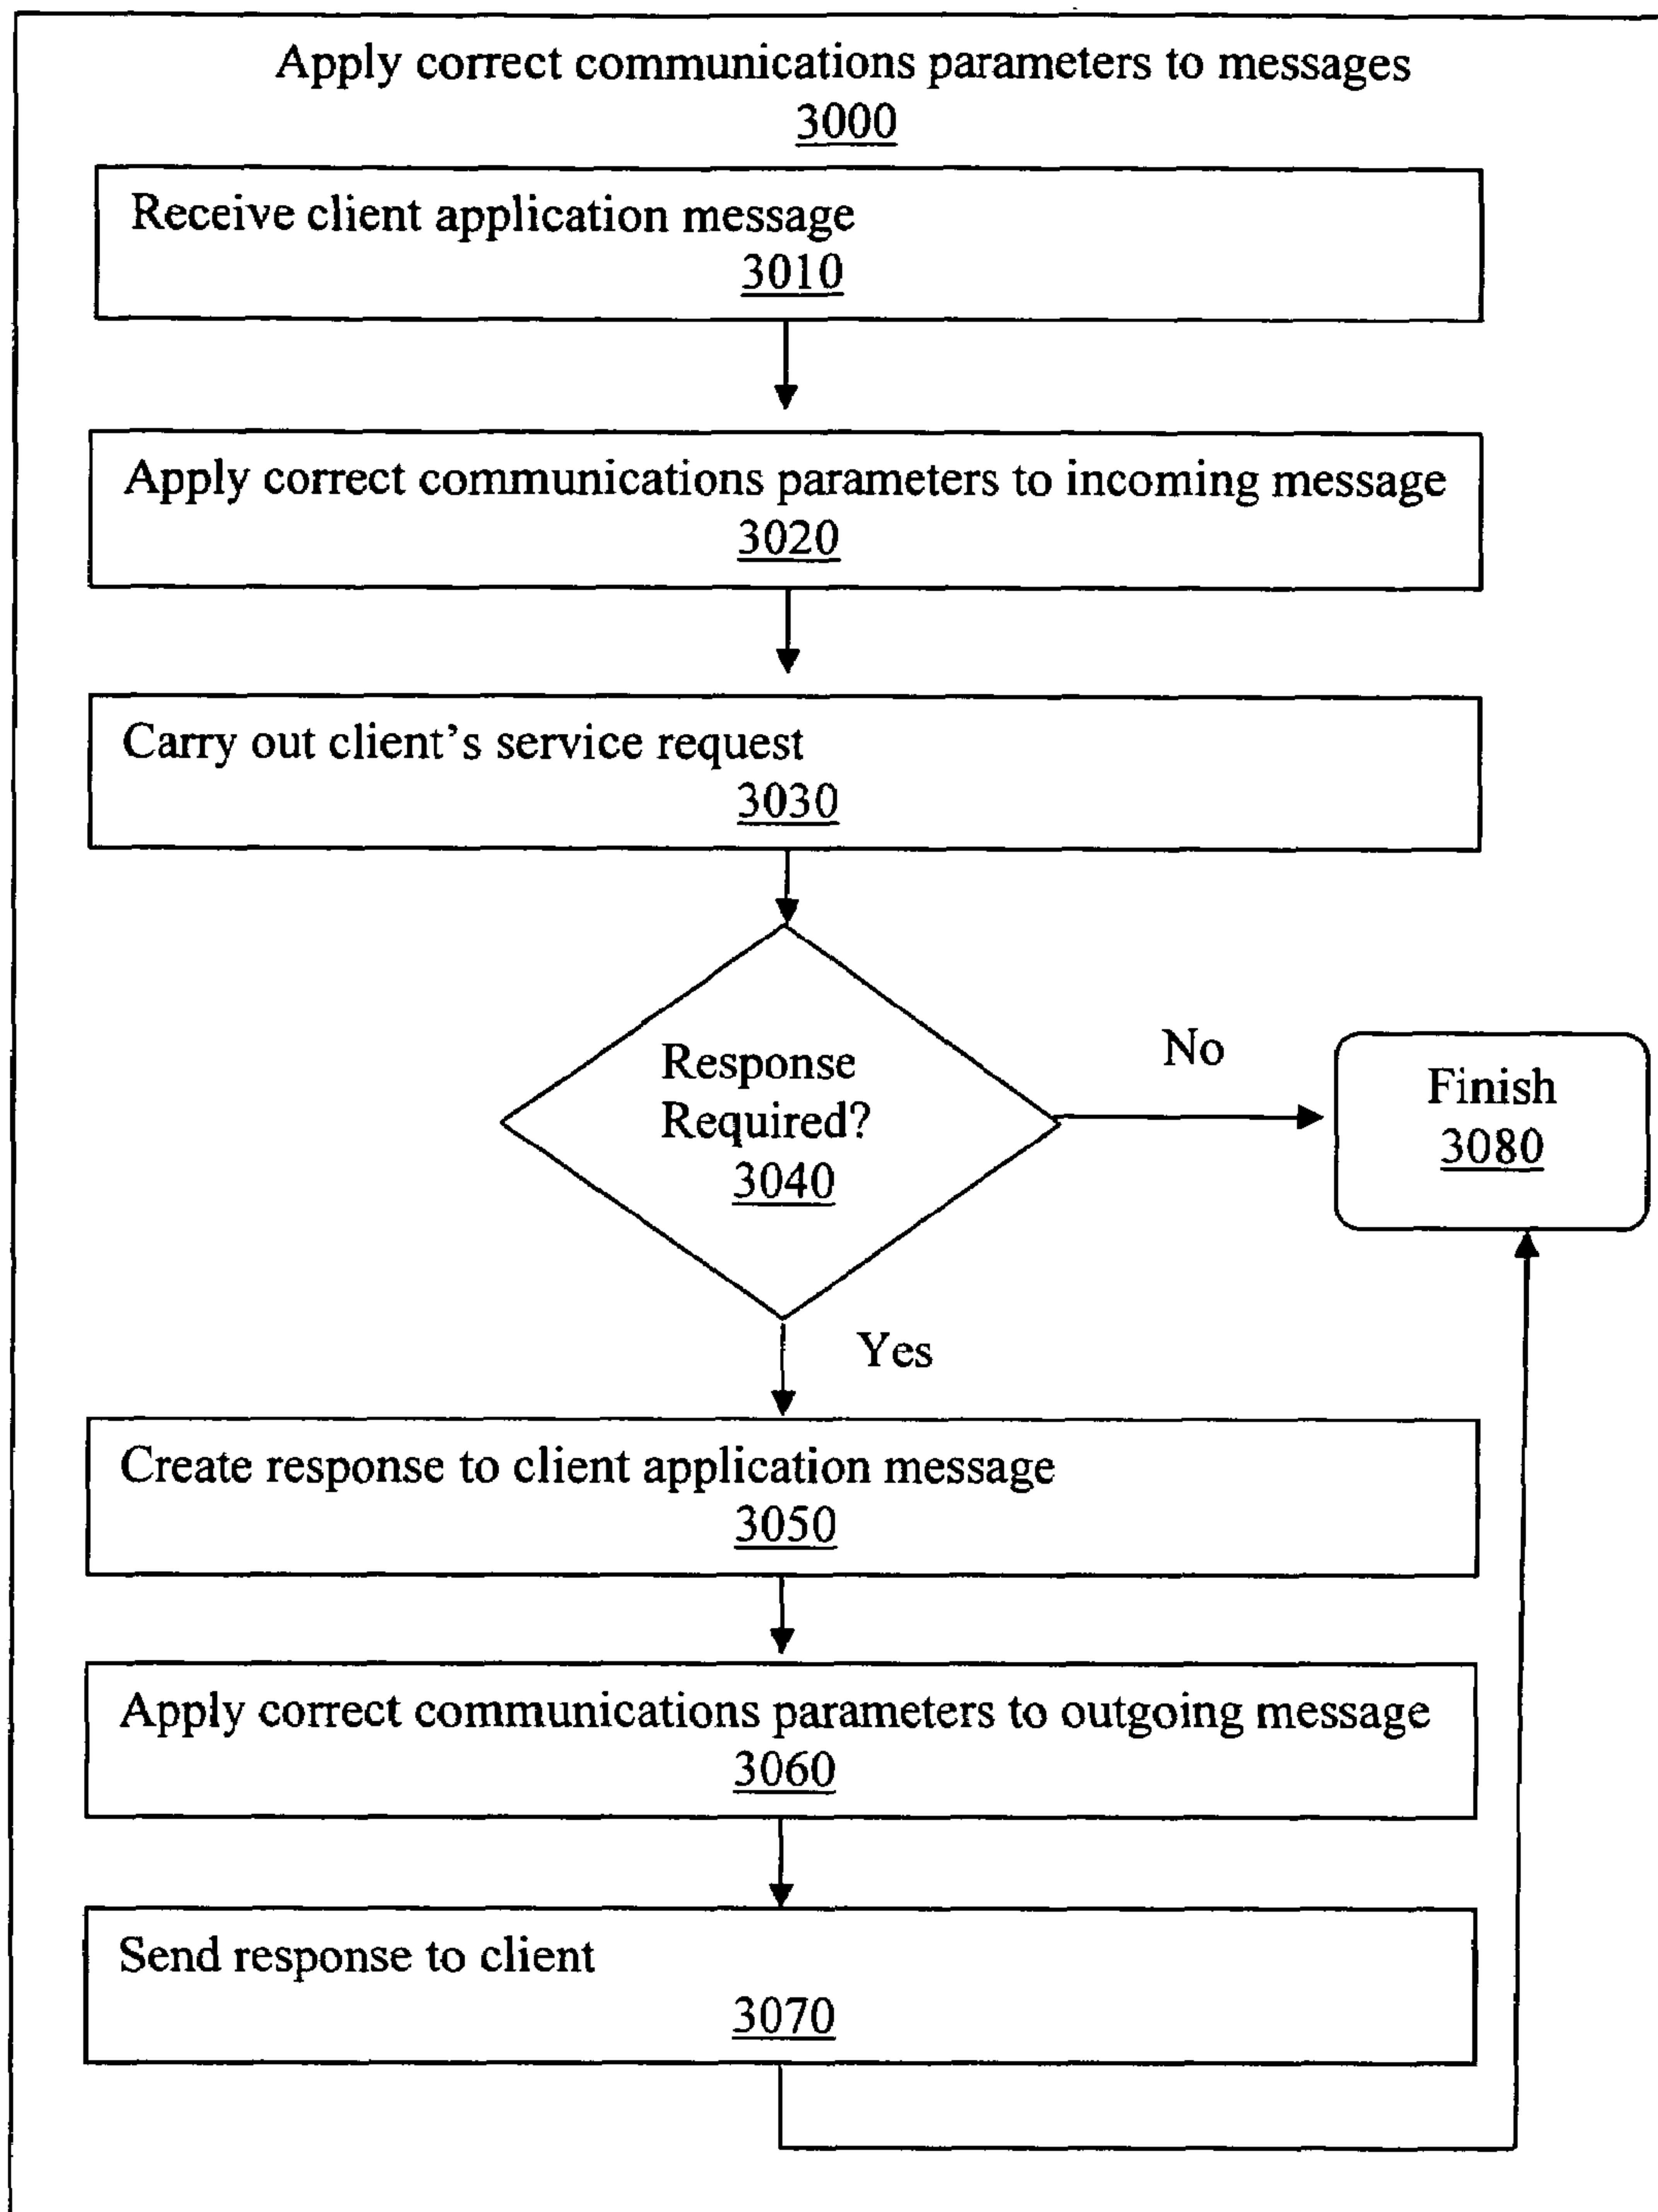 Apply correct communications parameters to messages
3000
Receive client application message
3010
Apply correct communications parameters to incoming message
3020
Carry out client's service request
3030
Response
Required?
3040
No
Finish
3080
Yes
Create response to client application message
3050
Apply correct communications parameters to outgoing message
3060
Send response to client
3070